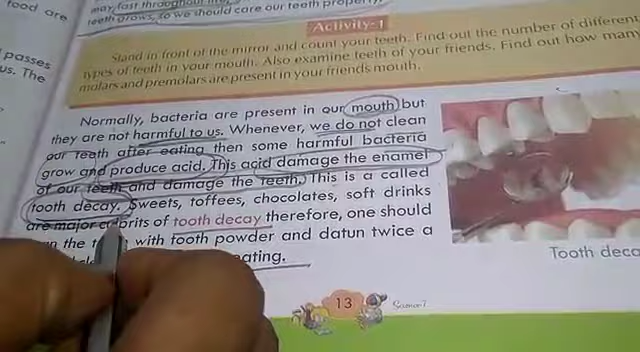 food are
may fast throughout
teeth grows, so we should care our teeth property.
Activity-1
passes
us. The
Stand in front of the mirror and count your teeth. Find out the number of different
types of teeth in your mouth. Also examine teeth of your friends. Find out how many
molars and premolars are present in your friends mouth.
Normally, bacteria are present in our mouth but
they are not harmful to us. Whenever, we do not clean
our teeth after eating then some harmful bacteria
grow and produce acid. This acid damage the enamel
of our teeth and damage the teeth. This is a called
tooth decay. Sweets, toffees, chocolates, soft drinks
are major of tooth decay therefore, one should
the with tooth powder and datun twice a
eating.
Tooth deca
13